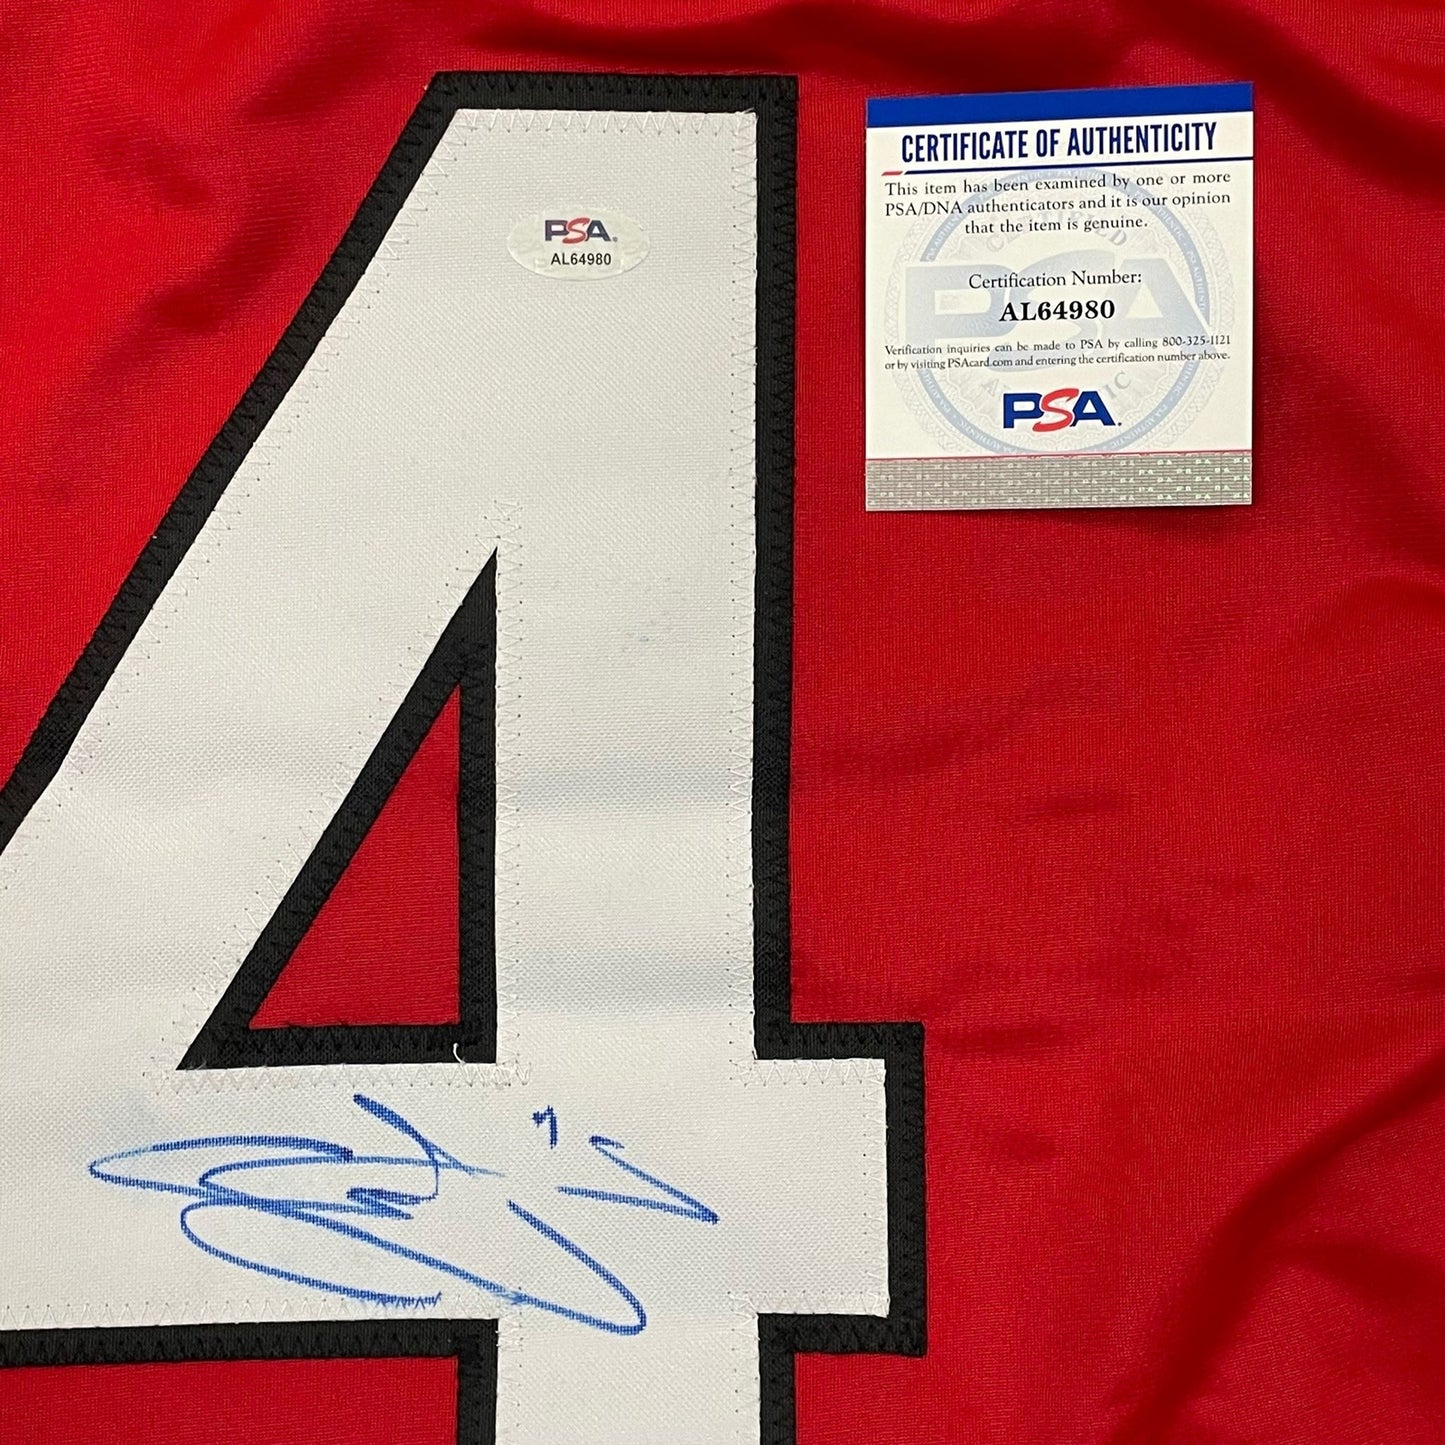 4
PSA
AL64980
CERTIFICATE OF AUTHENTICITY
This item has been examined by one or more
PSA/DNA authenticators and it is our opinion
that the item is genuine.
Certification Number:
AL64980
Verification inquiries can be made to PSA by calling 800-325-1121
or by visiting PSAcard.com and entering the certification number above.
PSA